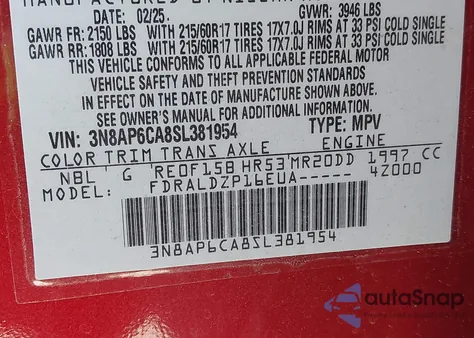 DATE: 02/25. GVWR: 3946 LBS
GAWR FR: 2150 LBS WITH 215/60R17 TIRES 17X7.0J RIMS AT 33 PSI COLD SINGLE
GAWR RR: 1808 LBS WITH 215/60R17 TIRES 17X7.0J RIMS AT 33 PSI COLD SINGLE
THIS VEHICLE CONFORMS TO ALL APPLICABLE FEDERAL MOTOR
VEHICLE SAFETY AND THEFT PREVENTION STANDARDS
IN EFFECT ON THE DATE OF MANUFACTURE SHOWN ABOVE.
SEE OWNER'S MANUAL FOR ADDITIONAL INFORMATION.
VIN: 3N8AP6CA8SL381954 TYPE: MPV
COLOR TRIM TRANS AXLE ENGINE
NBL G RE0F15B HR53 MR20DD 1997 CC
MODEL: FDRALDZP16EUA----- 4Z000
3N8AP6CA8SL381954
autaSnap